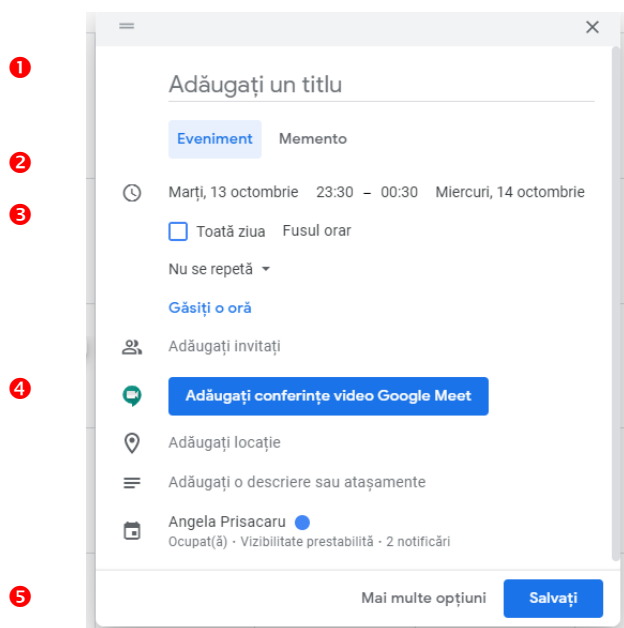 ❶
Adăugați un titlu
Eveniment Memento
❷
Marți, 13 octombrie 23:30 – 00:30 Miercuri, 14 octombrie
❸
Toată ziua Fusul orar
Nu se repetă
Găsiți o oră
Adăugați invitați
❹
Adăugați conferințe video Google Meet
Adăugați locație
Adăugați o descriere sau atașamente
Angela Prisacaru
Ocupat(ă) · Vizibilitate prestabilită · 2 notificări
❺
Mai multe opțiuni Salvați